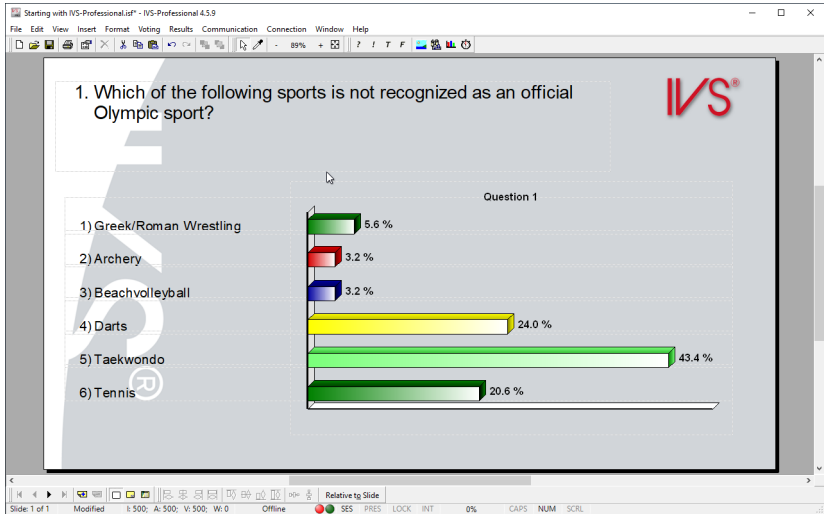 Starting with IVS-Professional.isf* - IVS-Professional 4.5.9
File Edit View Insert Format Voting Results Communication Connection Window Help
- 89% + ? ! T F
1. Which of the following sports is not recognized as an official
Olympic sport?
IVS®
Question 1
1) Greek/Roman Wrestling 5.6 %
2) Archery 3.2 %
3) Beachvolleyball 3.2 %
4) Darts 24.0 %
5) Taekwondo 43.4 %
6) Tennis 20.6 %
IVS®
Relative to Slide
Slide: 1 of 1 Modified I: 500; A: 500; V: 500; W: 0 Offline SES PRES LOCK INT 0% CAPS NUM SCRL